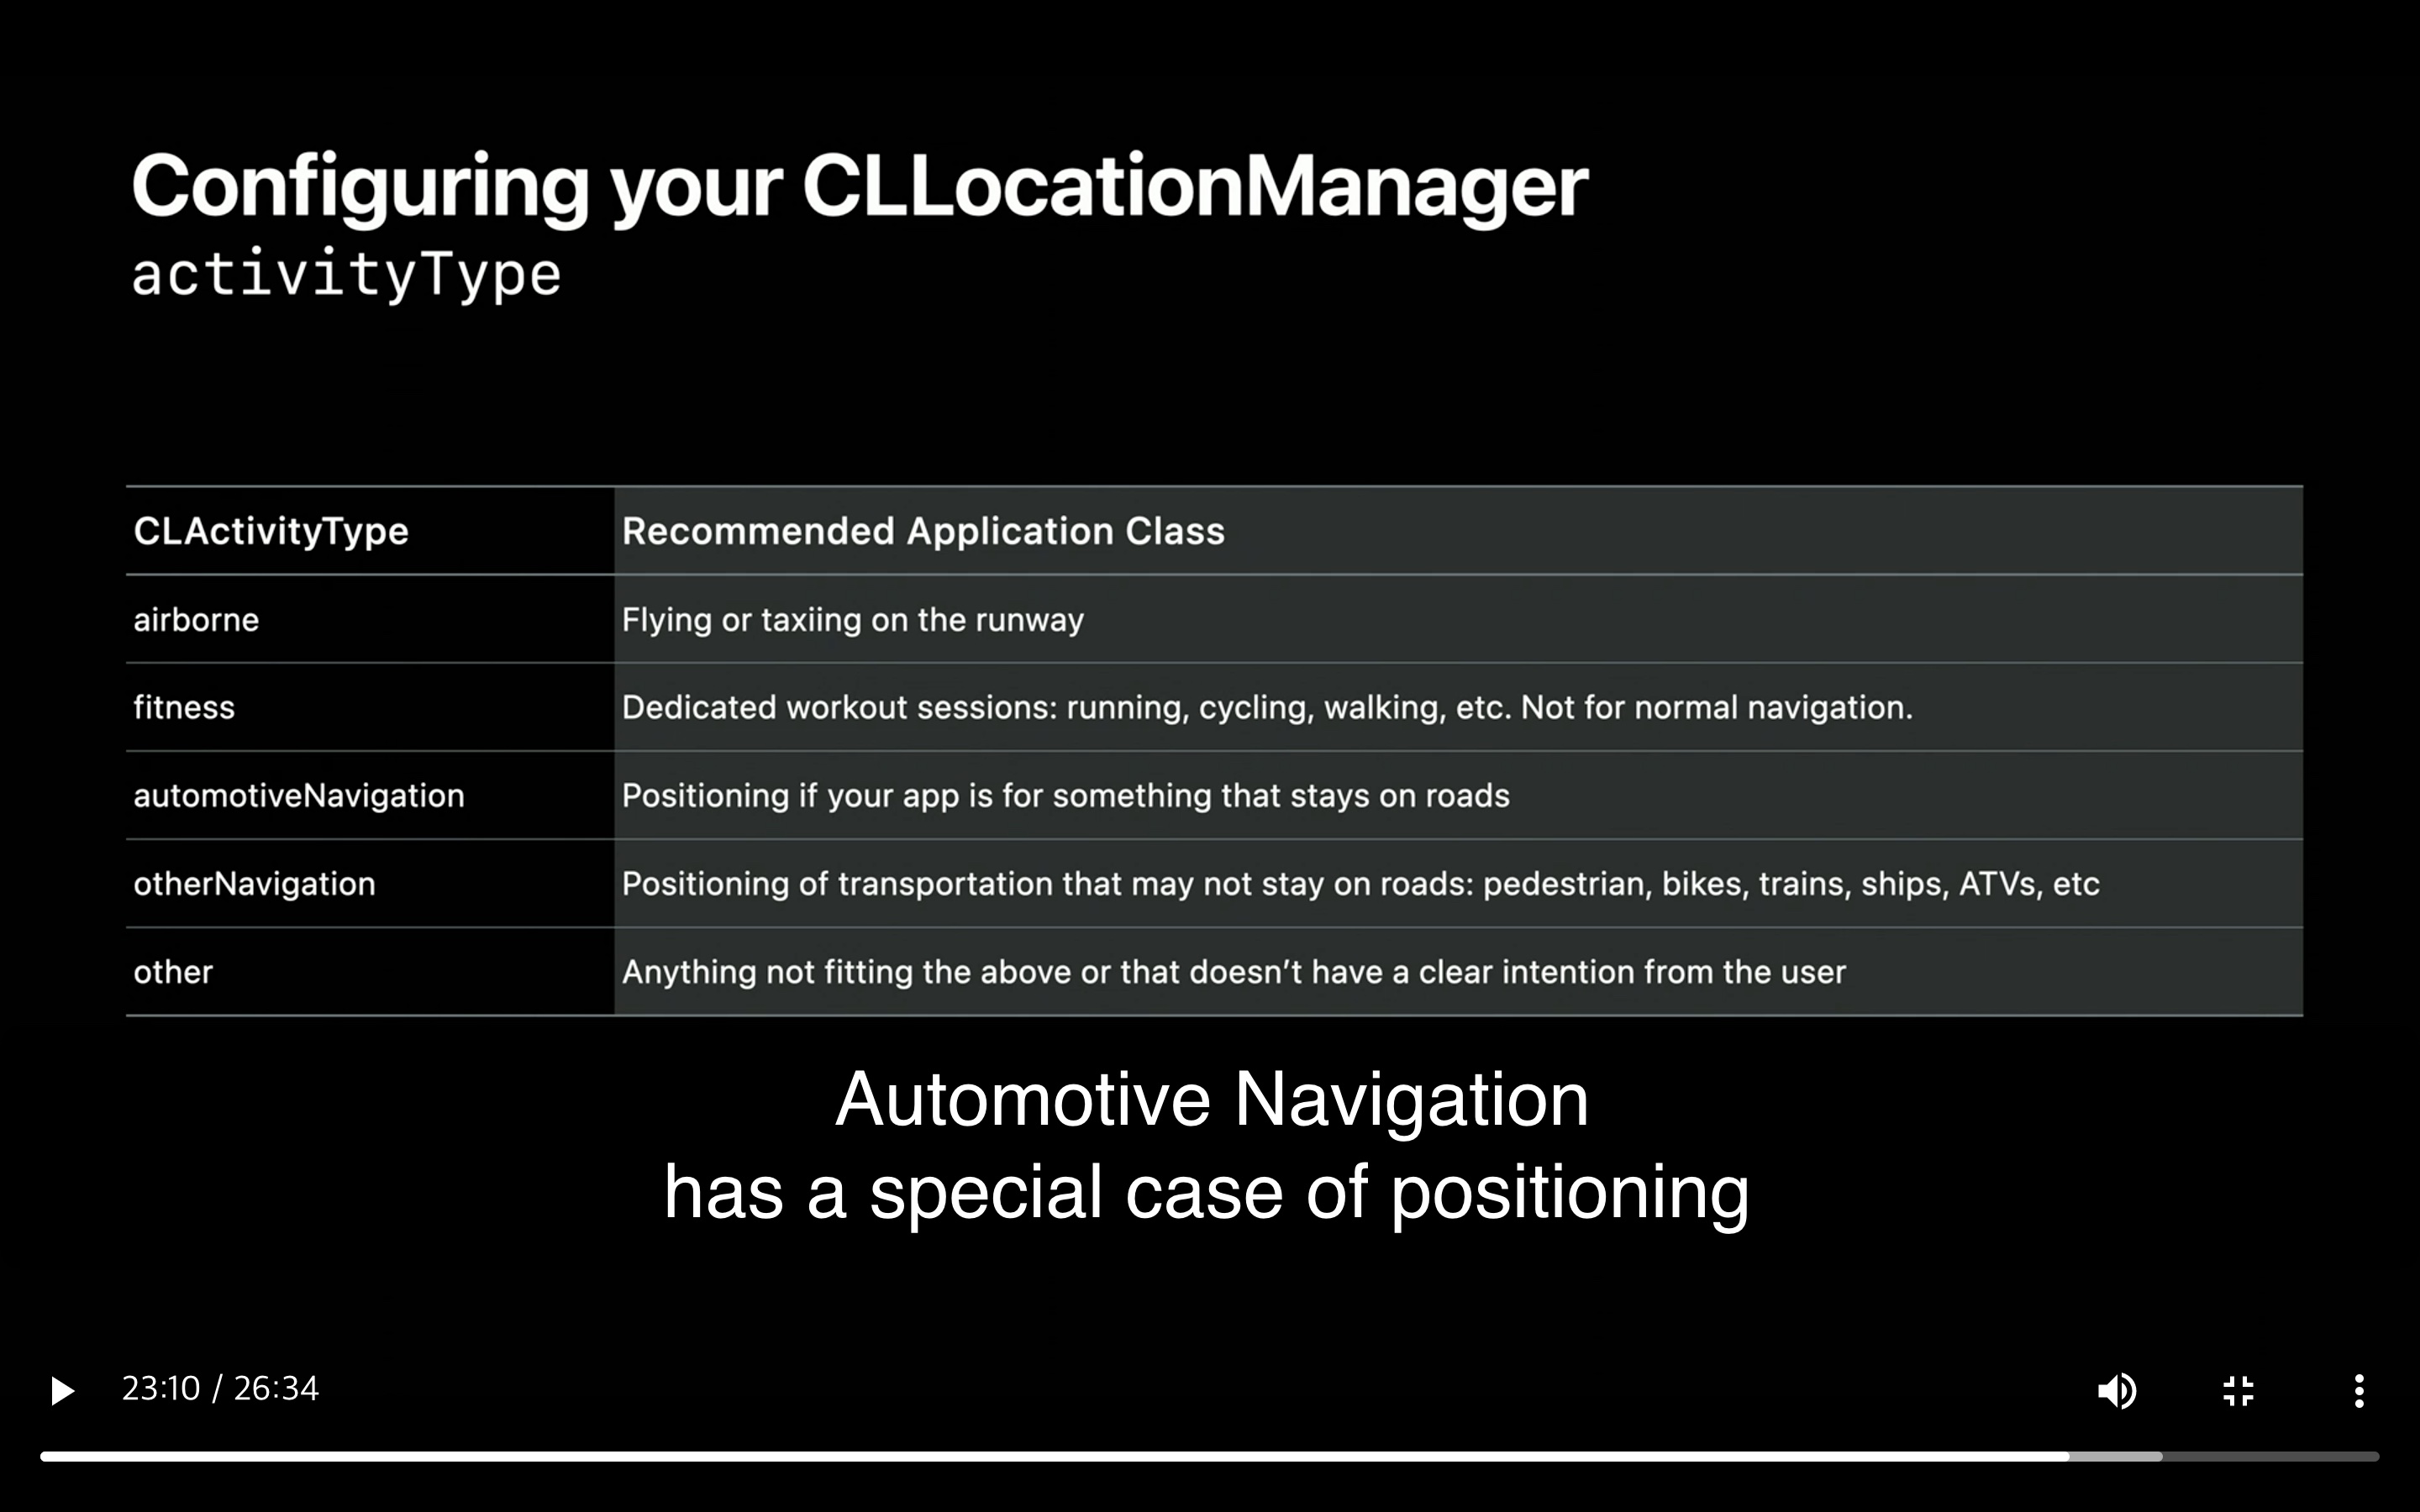 Configuring your CLLocationManager
activityType
CLActivityType Recommended Application Class
airborne Flying or taxiing on the runway
fitness Dedicated workout sessions: running, cycling, walking, etc. Not for normal navigation.
automotiveNavigation Positioning if your app is for something that stays on roads
otherNavigation Positioning of transportation that may not stay on roads: pedestrian, bikes, trains, ships, ATVs, etc
other Anything not fitting the above or that doesn’t have a clear intention from the user
Automotive Navigation
has a special case of positioning
23:10 / 26:34